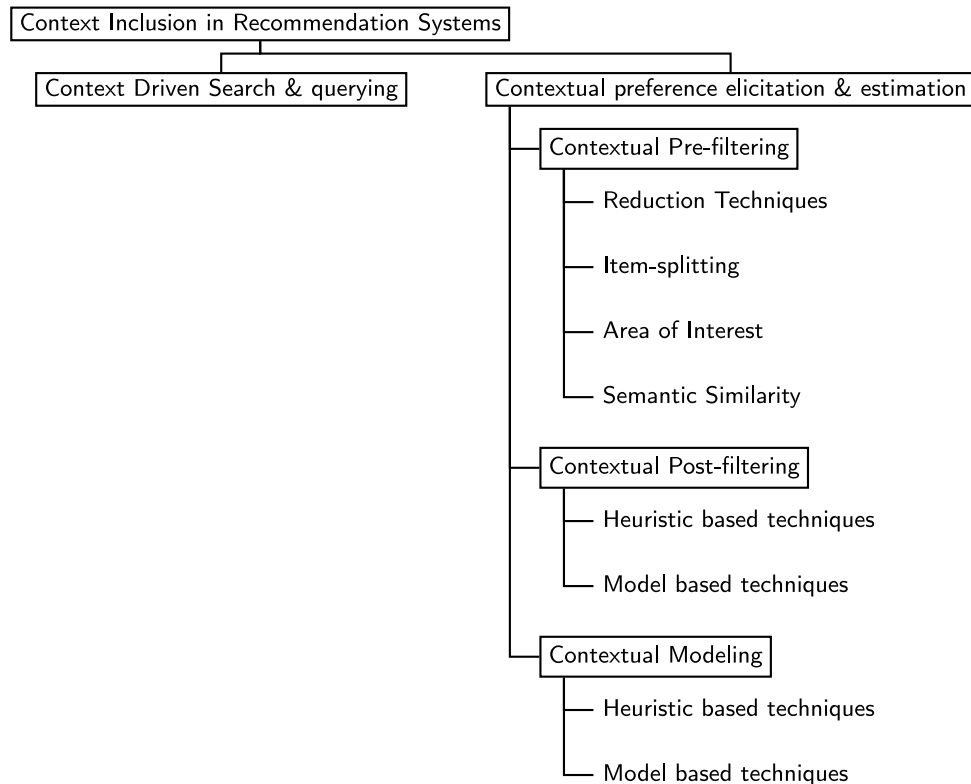 Context Inclusion in Recommendation Systems
Context Driven Search & querying
Contextual preference elicitation & estimation
Contextual Pre-filtering
Reduction Techniques
Item-splitting
Area of Interest
Semantic Similarity
Contextual Post-filtering
Heuristic based techniques
Model based techniques
Contextual Modeling
Heuristic based techniques
Model based techniques